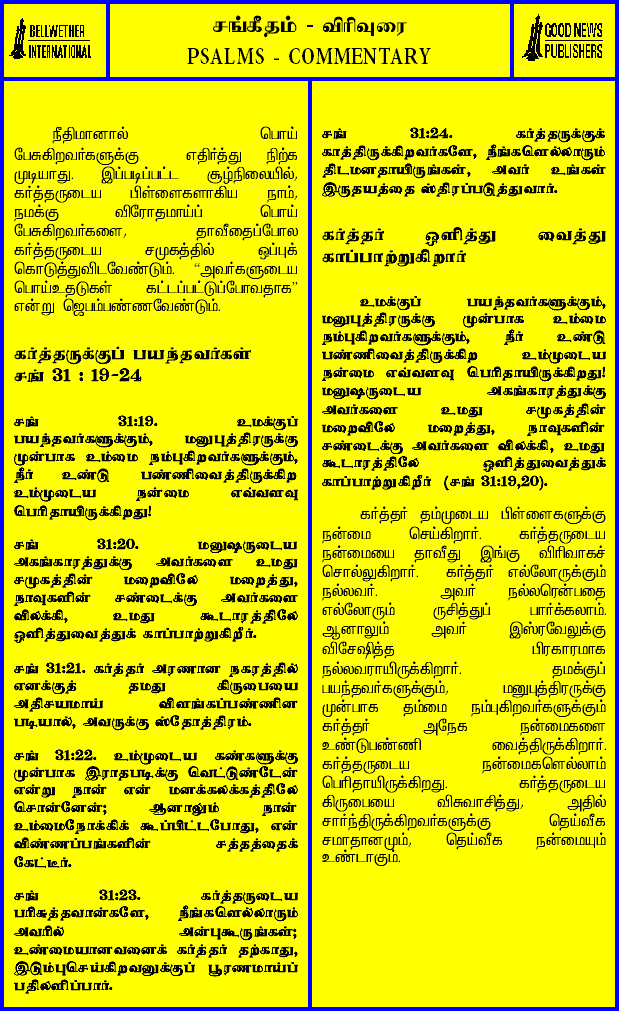 BELLWETHER
INTERNATIONAL
சங்கீதம் - விரிவுரை
PSALMS - COMMENTARY
GOOD NEWS
PUBLISHERS
நீதிமானால் பொய்
பேசுகிறவர்களுக்கு எதிர்த்து நிற்க
முடியாது. இப்படிப்பட்ட சூழ்நிலையில்,
கர்த்தருடைய பிள்ளைகளாகிய நாம்,
நமக்கு விரோதமாய்ப் பொய்
பேசுகிறவர்களை, தாவீதைப்போல
கர்த்தருடைய சமுகத்தில் ஒப்புக்
கொடுத்துவிடவேண்டும். “அவர்களுடைய
பொய்உதடுகள் கட்டப்பட்டுப்போவதாக”
என்று ஜெபம்பண்ணவேண்டும்.
கர்த்தருக்குப் பயந்தவர்கள்
சங் 31 : 19-24
சங் 31:19. உமக்குப்
பயந்தவர்களுக்கும், மனுபுத்திரருக்கு
முன்பாக உம்மை நம்புகிறவர்களுக்கும்,
நீர் உண்டு பண்ணிவைத்திருக்கிற
உம்முடைய நன்மை எவ்வளவு
பெரிதாயிருக்கிறது!
சங் 31:20. மனுஷருடைய
அகங்காரத்துக்கு அவர்களை உமது
சமுகத்தின் மறைவிலே மறைத்து,
நாவுகளின் சண்டைக்கு அவர்களை
விலக்கி, உமது கூடாரத்திலே
ஒளித்துவைத்துக் காப்பாற்றுகிறீர்.
சங் 31:21. கர்த்தர் அரணான நகரத்தில்
எனக்குத் தமது கிருபையை
அதிசயமாய் விளங்கப்பண்ணின
படியால், அவருக்கு ஸ்தோத்திரம்.
சங் 31:22. உம்முடைய கண்களுக்கு
முன்பாக இராதபடிக்கு வெட்டுண்டேன்
என்று நான் என் மனக்கலக்கத்திலே
சொன்னேன்; ஆனாலும் நான்
உம்மைநோக்கிக் கூப்பிட்டபோது, என்
விண்ணப்பங்களின் சத்தத்தைக்
கேட்டீர்.
சங் 31:23. கர்த்தருடைய
பரிசுத்தவான்களே, நீங்களெல்லாரும்
அவரில் அன்புகூருங்கள்;
உண்மையானவனைக் கர்த்தர் தற்காது,
இடும்புசெய்கிறவனுக்குப் பூரணமாய்ப்
பதிலளிப்பார்.
சங் 31:24. கர்த்தருக்குக்
காத்திருக்கிறவர்களே, நீங்களெல்லாரும்
திடமனதாயிருங்கள், அவர் உங்கள்
இருதயத்தை ஸ்திரப்படுத்துவார்.
கர்த்தர் ஒளித்து வைத்து
காப்பாற்றுகிறார்
உமக்குப் பயந்தவர்களுக்கும்,
மனுபுத்திரருக்கு முன்பாக உம்மை
நம்புகிறவர்களுக்கும், நீர் உண்டு
பண்ணிவைத்திருக்கிற உம்முடைய
நன்மை எவ்வளவு பெரிதாயிருக்கிறது!
மனுஷருடைய அகங்காரத்துக்கு
அவர்களை உமது சமுகத்தின்
மறைவிலே மறைத்து, நாவுகளின்
சண்டைக்கு அவர்களை விலக்கி, உமது
கூடாரத்திலே ஒளித்துவைத்துக்
காப்பாற்றுகிறீர் (சங் 31:19,20).
கர்த்தர் தம்முடைய பிள்ளைகளுக்கு
நன்மை செய்கிறார். கர்த்தருடைய
நன்மையை தாவீது இங்கு விரிவாகச்
சொல்லுகிறார். கர்த்தர் எல்லோருக்கும்
நல்லவர். அவர் நல்லரென்பதை
எல்லோரும் ருசித்துப் பார்க்கலாம்.
ஆனாலும் அவர் இஸ்ரவேலுக்கு
விசேஷித்த பிரகாரமாக
நல்லவராயிருக்கிறார். தமக்குப்
பயந்தவர்களுக்கும், மனுபுத்திரருக்கு
முன்பாக தம்மை நம்புகிறவர்களுக்கும்
கர்த்தர் அநேக நன்மைகளை
உண்டுபண்ணி வைத்திருக்கிறார்.
கர்த்தருடைய நன்மைகளெல்லாம்
பெரிதாயிருக்கிறது. கர்த்தருடைய
கிருபையை விசுவாசித்து, அதில்
சார்ந்திருக்கிறவர்களுக்கு தெய்வீக
சமாதானமும், தெய்வீக நன்மையும்
உண்டாகும்.